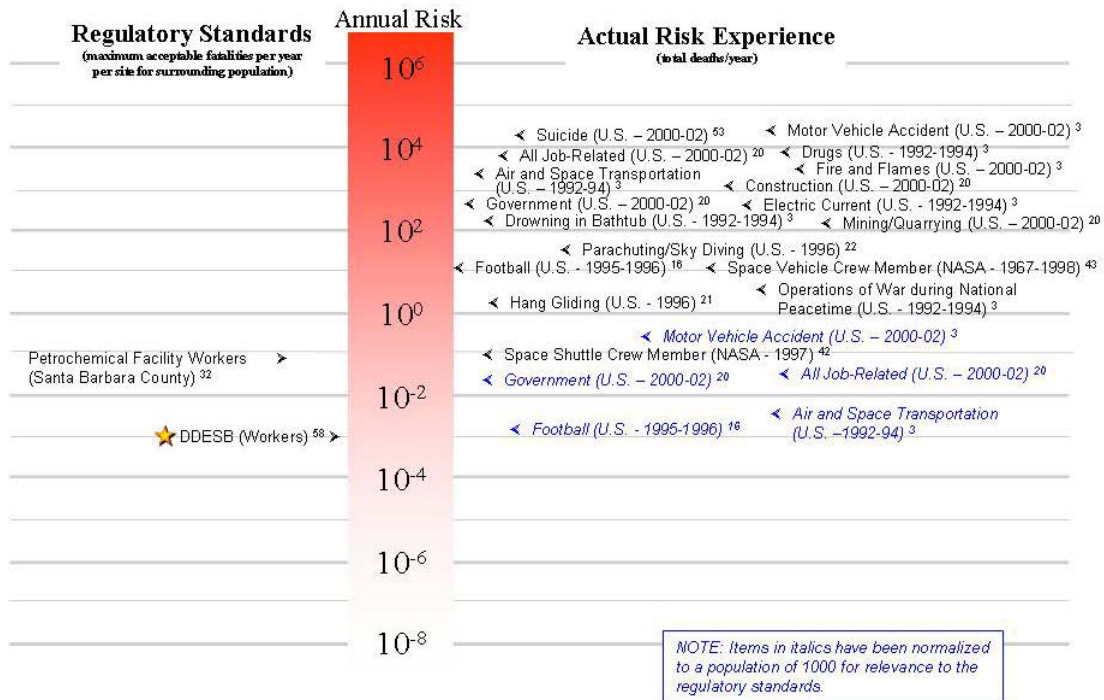 Regulatory Standards
(maximum acceptable fatalities per year
per site for surrounding population)
Annual Risk
Actual Risk Experience
(total deaths/year)
10⁶
10⁴
10²
10⁰
10⁻²
10⁻⁴
10⁻⁶
10⁻⁸
Petrochemical Facility Workers
(Santa Barbara County) ³²
DDESB (Workers) ⁵⁸
Suicide (U.S. – 2000-02) ⁵³
Motor Vehicle Accident (U.S. – 2000-02) ³
All Job-Related (U.S. – 2000-02) ²⁰
Drugs (U.S. - 1992-1994) ³
Air and Space Transportation
(U.S. – 1992-94) ³
Fire and Flames (U.S. – 2000-02) ³
Construction (U.S. – 2000-02) ²⁰
Government (U.S. – 2000-02) ²⁰
Electric Current (U.S. - 1992-1994) ³
Drowning in Bathtub (U.S. - 1992-1994) ³
Mining/Quarrying (U.S. – 2000-02) ²⁰
Parachuting/Sky Diving (U.S. - 1996) ²²
Football (U.S. - 1995-1996) ¹⁶
Space Vehicle Crew Member (NASA - 1967-1998) ⁴³
Operations of War during National
Peacetime (U.S. - 1992-1994) ³
Hang Gliding (U.S. - 1996) ²¹
Motor Vehicle Accident (U.S. – 2000-02) ³
Space Shuttle Crew Member (NASA - 1997) ⁴²
Government (U.S. – 2000-02) ²⁰
All Job-Related (U.S. – 2000-02) ²⁰
Air and Space Transportation
(U.S. –1992-94) ³
Football (U.S. - 1995-1996) ¹⁶
NOTE: Items in italics have been normalized
to a population of 1000 for relevance to the
regulatory standards.